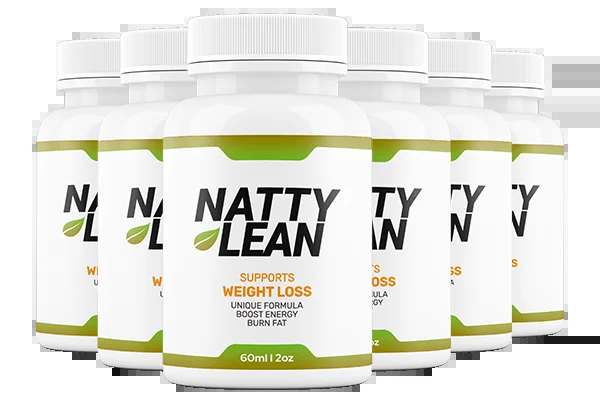 NATTY
LEAN
SUPPORTS
WEIGHT LOSS
UNIQUE FORMULA
BOOST ENERGY
BURN FAT
60ml | 2oz